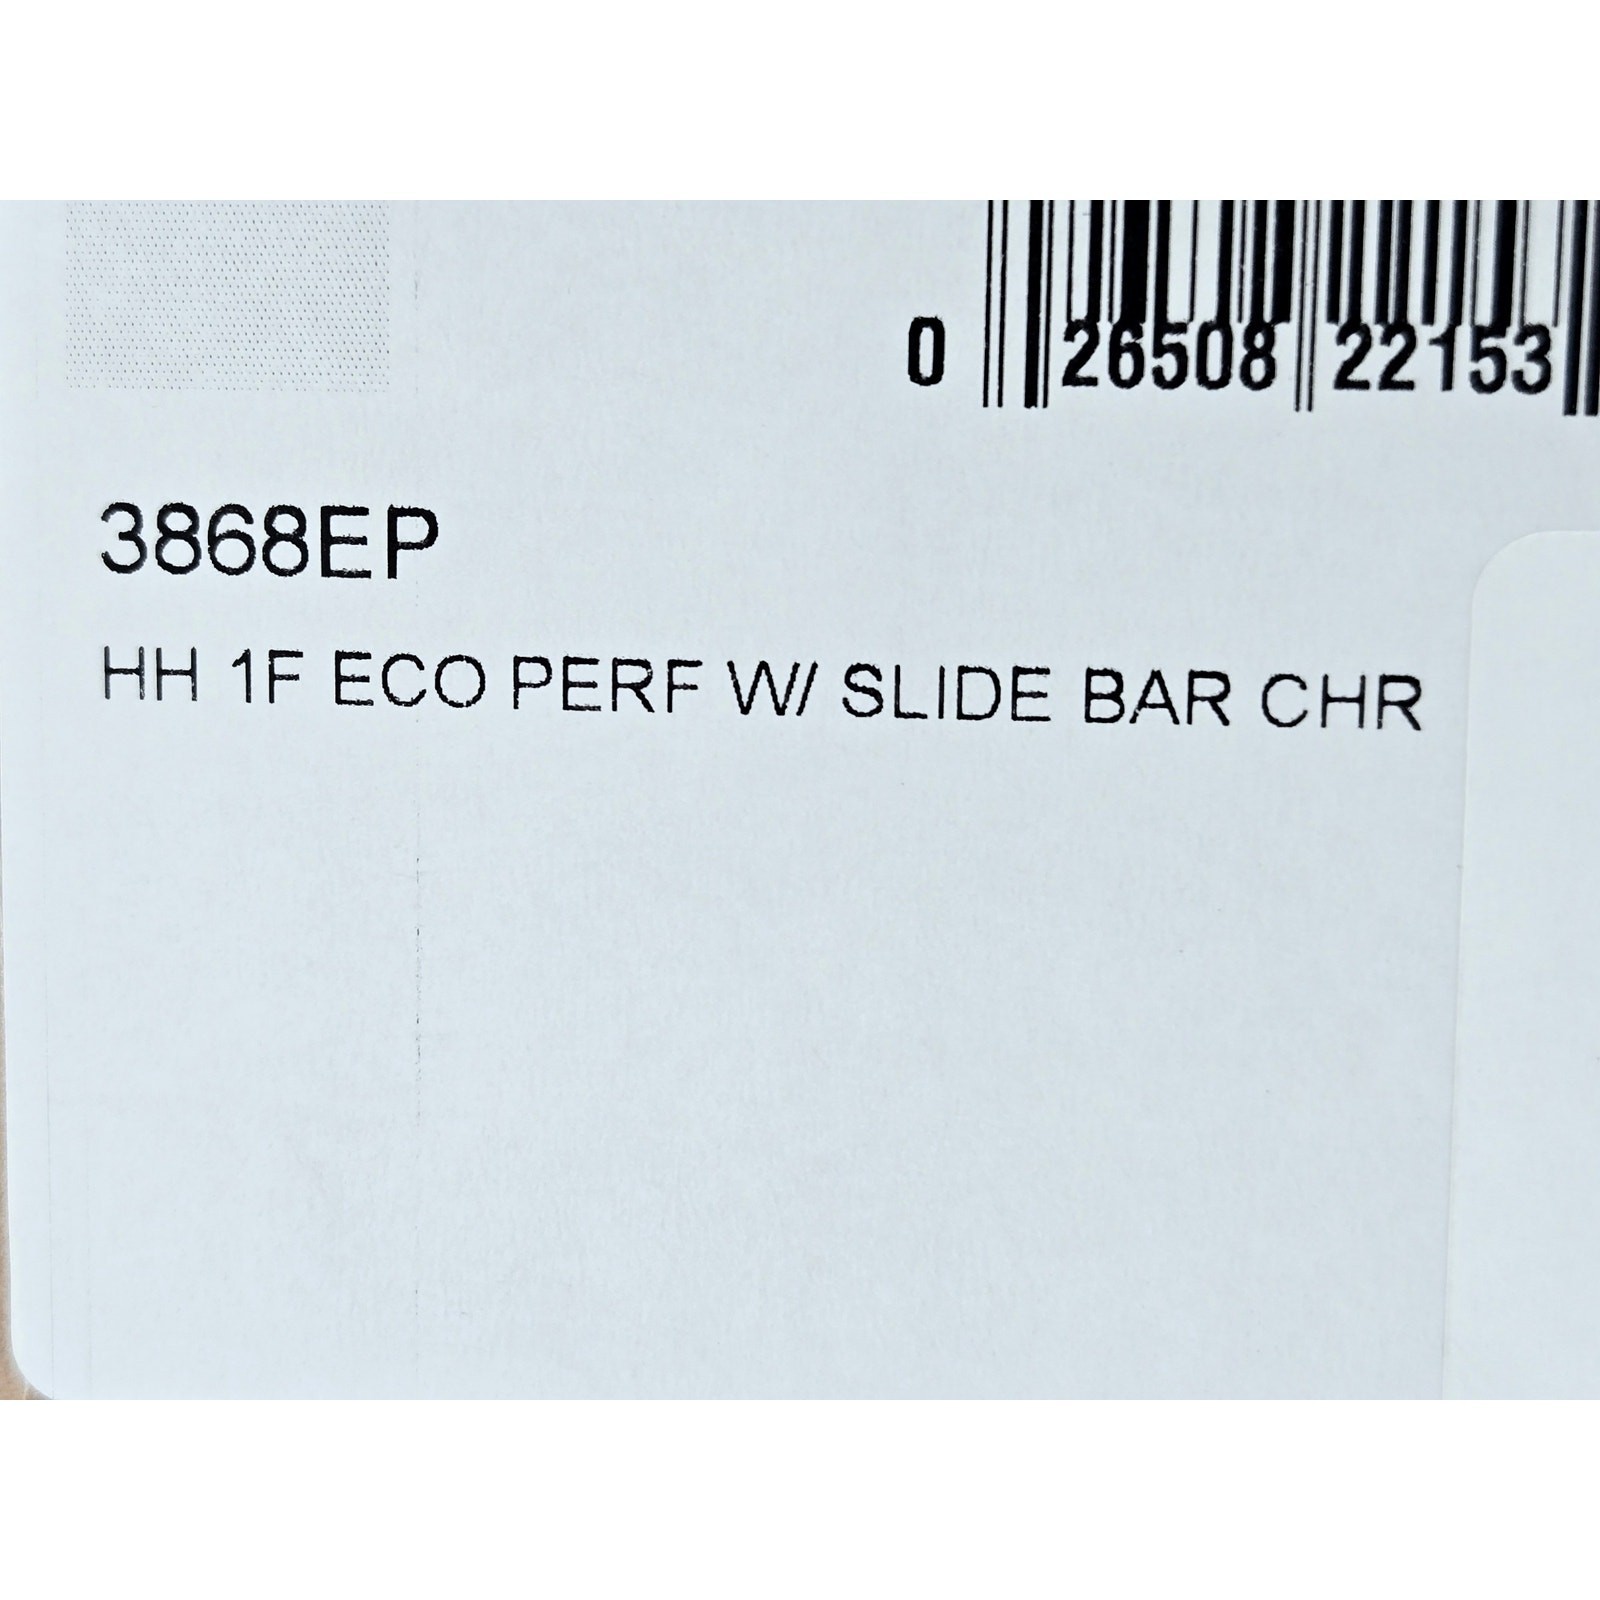 0 26508 22153
3868EP
HH 1F ECO PERF W/ SLIDE BAR CHR